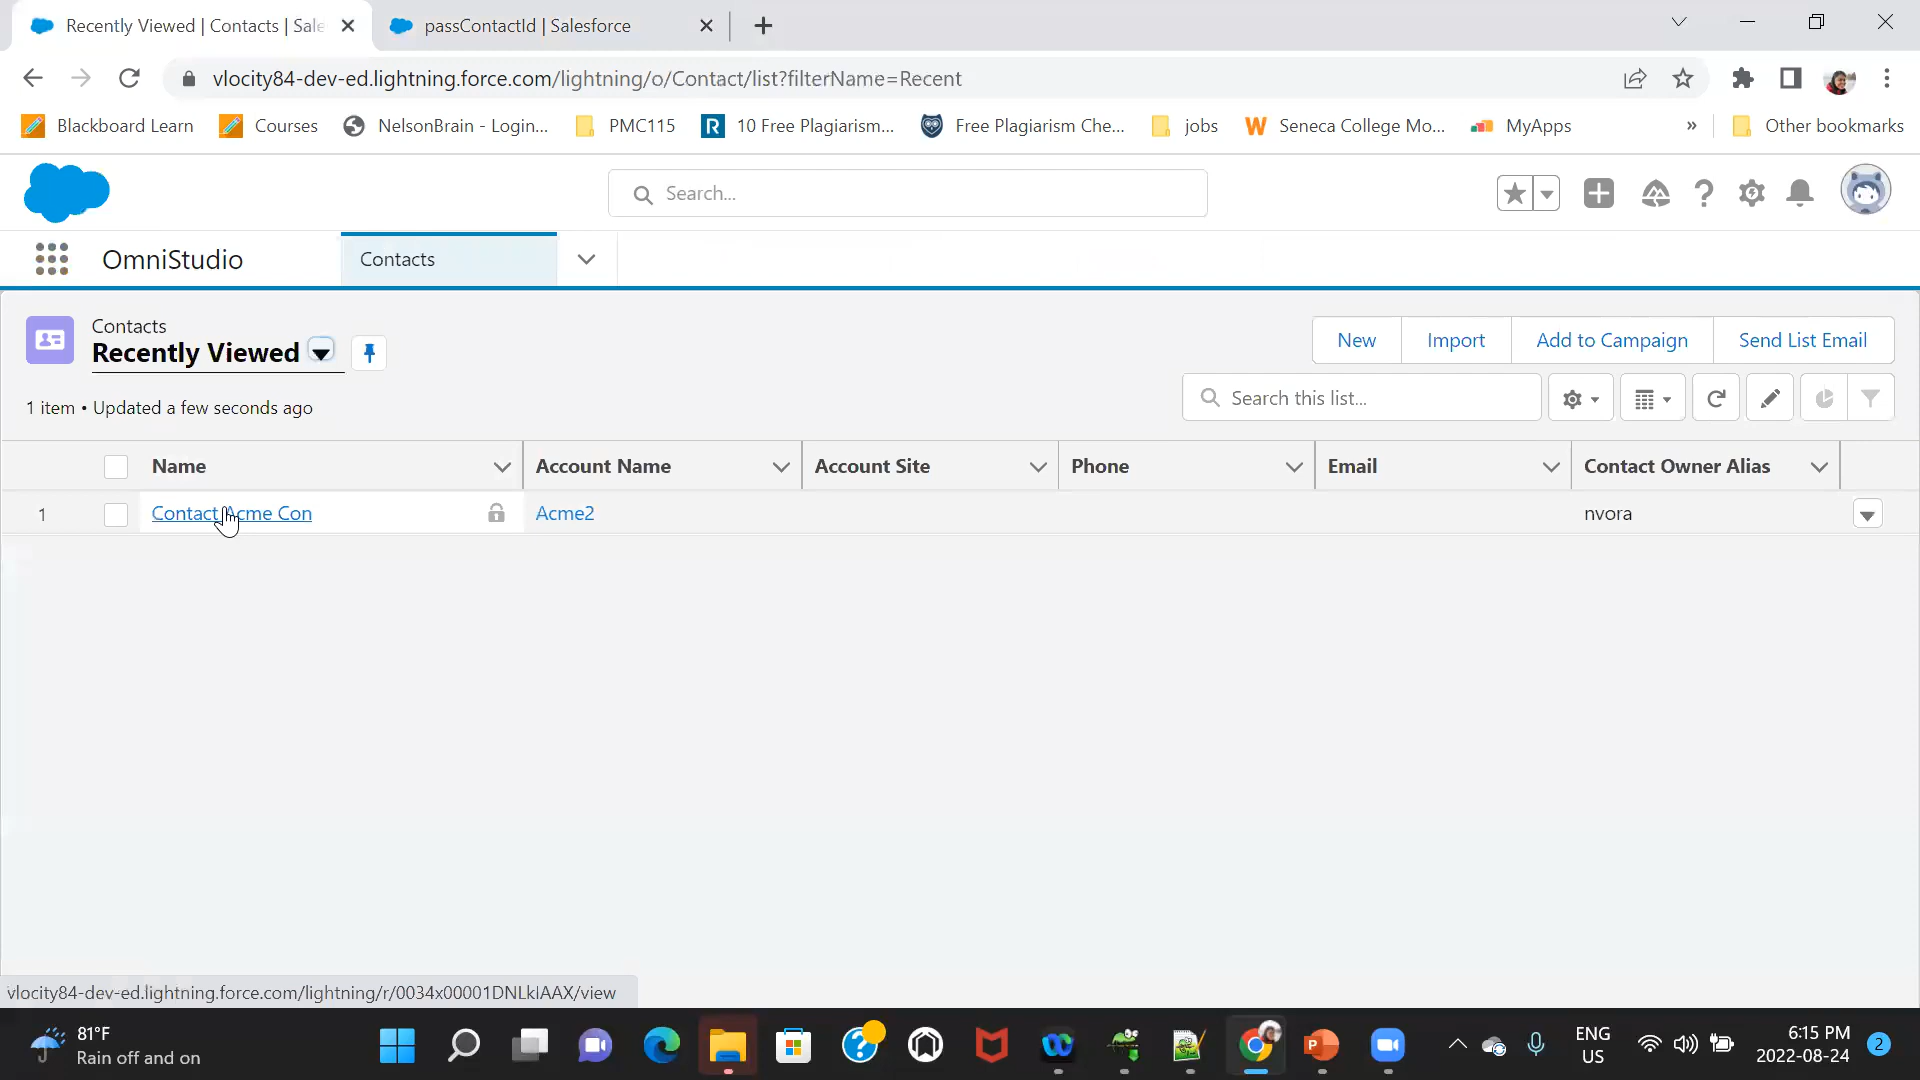 Recently Viewed | Contacts | Sale
passContactId | Salesforce
vlocity84-dev-ed.lightning.force.com/lightning/o/Contact/list?filterName=Recent
Blackboard Learn
Courses
NelsonBrain - Login...
PMC115
R
10 Free Plagiarism...
Free Plagiarism Che...
jobs
W
Seneca College Mo...
MyApps
»
Other bookmarks
Search...
OmniStudio
Contacts
Contacts
Recently Viewed
New
Import
Add to Campaign
Send List Email
1 item • Updated a few seconds ago
Search this list...
Name
Account Name
Account Site
Phone
Email
Contact Owner Alias
1
Contact Acme Con
Acme2
nvora
vlocity84-dev-ed.lightning.force.com/lightning/r/0034x00001DNLkIAAX/view
81°F
Rain off and on
ENG
US
6:15 PM
2022-08-24
2